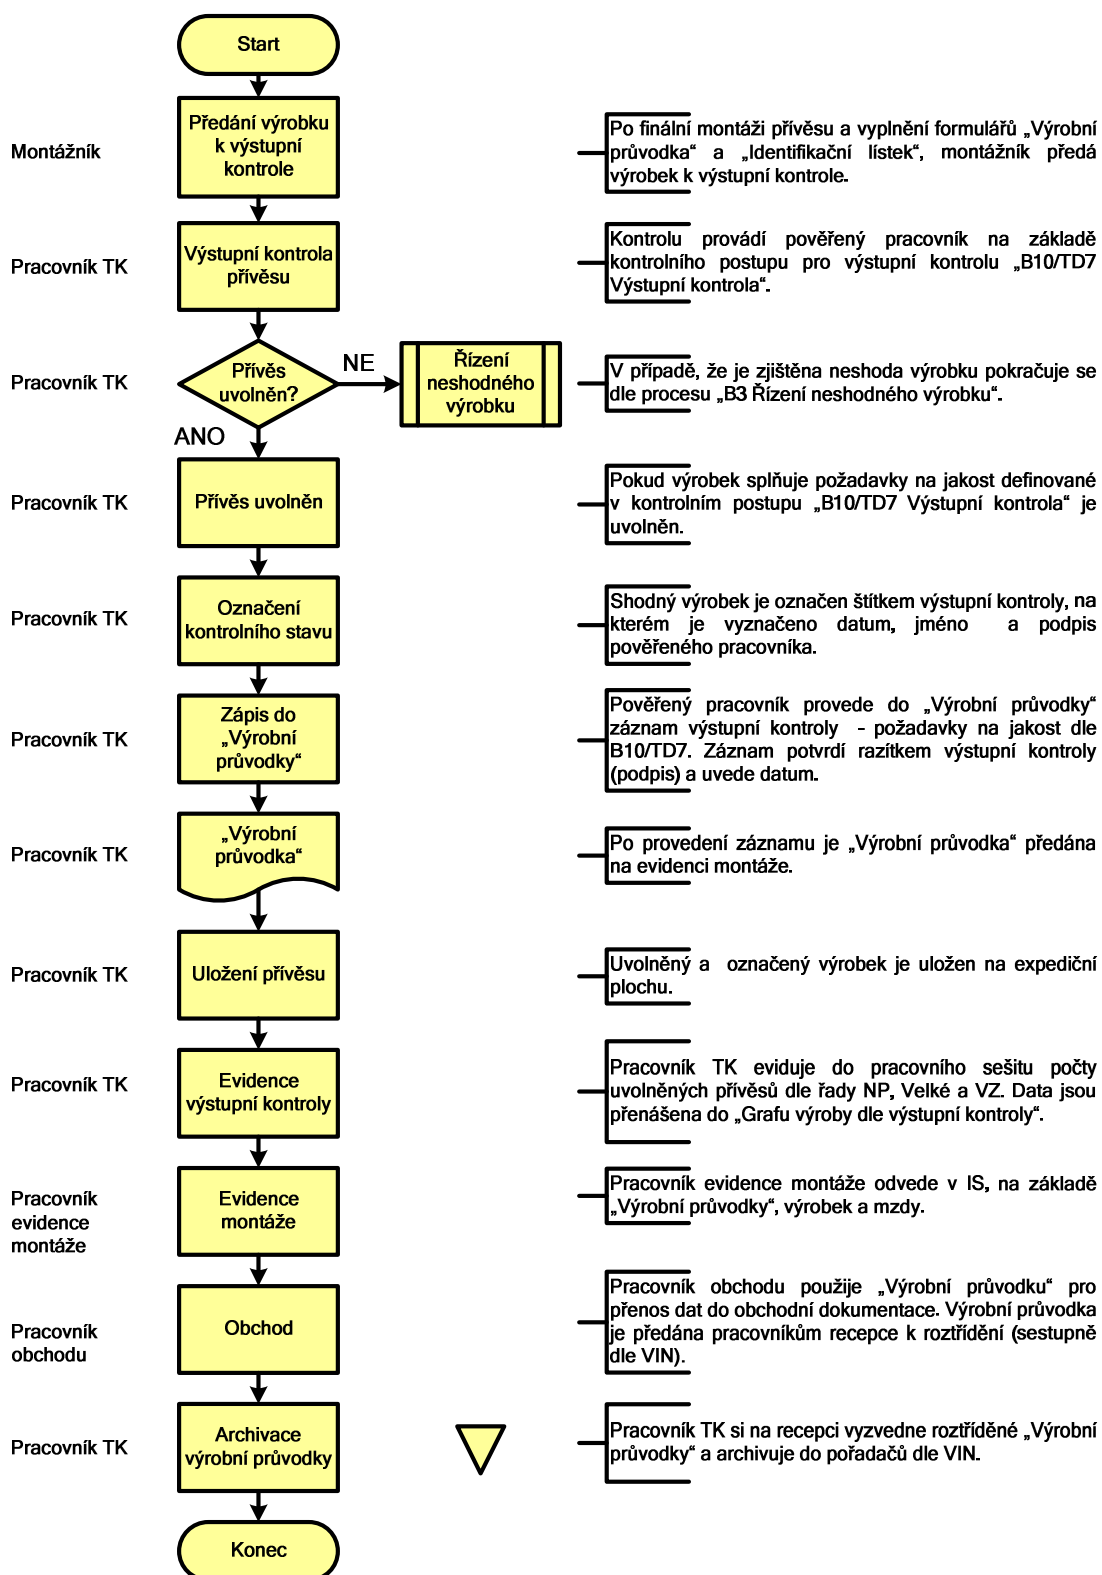 Start
Montážník
Předání výrobku
k výstupní
kontrole
Po finální montáži přívěsu a vyplnění formulářů „Výrobní
průvodka“ a „Identifikační lístek“, montážník předá
výrobek k výstupní kontrole.
Pracovník TK
Výstupní kontrola
přívěsu
Kontrolu provádí pověřený pracovník na základě
kontrolního postupu pro výstupní kontrolu „B10/TD7
Výstupní kontrola“.
Pracovník TK
Přívěs
uvolněn?
NE
Řízení
neshodného
výrobku
V případě, že je zjištěna neshoda výrobku pokračuje se
dle procesu „B3 Řízení neshodného výrobku“.
ANO
Pracovník TK
Přívěs uvolněn
Pokud výrobek splňuje požadavky na jakost definované
v kontrolním postupu „B10/TD7 Výstupní kontrola“ je
uvolněn.
Pracovník TK
Označení
kontrolního stavu
Shodný výrobek je označen štítkem výstupní kontroly, na
kterém je vyznačeno datum, jméno a podpis
pověřeného pracovníka.
Pracovník TK
Zápis do
„Výrobní
průvodky“
Pověřený pracovník provede do „Výrobní průvodky“
záznam výstupní kontroly - požadavky na jakost dle
B10/TD7. Záznam potvrdí razítkem výstupní kontroly
(podpis) a uvede datum.
Pracovník TK
„Výrobní
průvodka“
Po provedení záznamu je „Výrobní průvodka“ předána
na evidenci montáže.
Pracovník TK
Uložení přívěsu
Uvolněný a označený výrobek je uložen na expediční
plochu.
Pracovník TK
Evidence
výstupní kontroly
Pracovník TK eviduje do pracovního sešitu počty
uvolněných přívěsů dle řady NP, Velké a VZ. Data jsou
přenášena do „Grafu výroby dle výstupní kontroly“.
Pracovník
evidence
montáže
Evidence
montáže
Pracovník evidence montáže odvede v IS, na základě
„Výrobní průvodky“, výrobek a mzdy.
Pracovník
obchodu
Obchod
Pracovník obchodu použije „Výrobní průvodku“ pro
přenos dat do obchodní dokumentace. Výrobní průvodka
je předána pracovníkům recepce k roztřídění (sestupně
dle VIN).
Pracovník TK
Archivace
výrobní průvodky
Pracovník TK si na recepci vyzvedne roztříděné „Výrobní
průvodky“ a archivuje do pořadačů dle VIN.
Konec